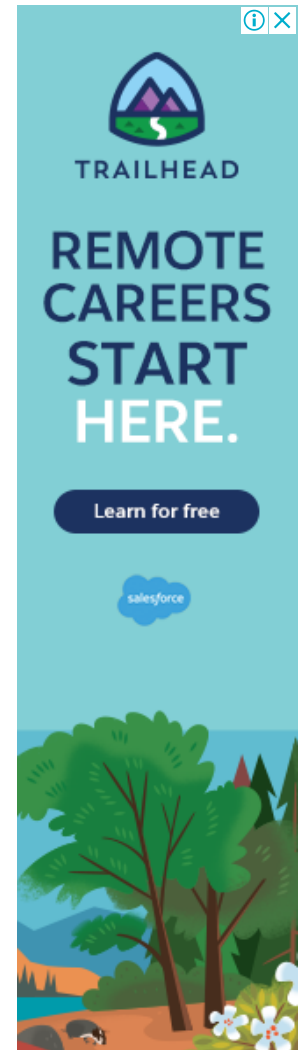 TRAILHEAD
REMOTE
CAREERS
START
HERE.
Learn for free
salesforce